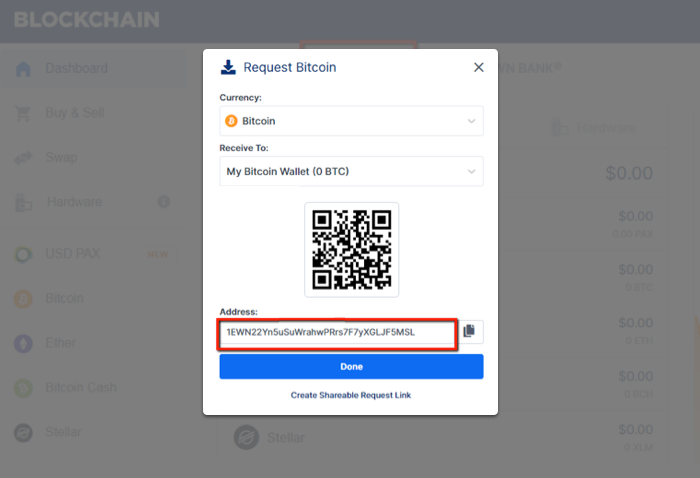 BLOCKCHAIN
Dashboard
Buy & Sell
Swap
Hardware
USD PAX NEW
Bitcoin
Ether
Bitcoin Cash
Stellar
Request Bitcoin
Currency:
Bitcoin
Receive To:
My Bitcoin Wallet (0 BTC)
Address:
1EWN22Yn5uSuWrahwPRrs7F7yXGLJF5MSL
Done
Create Shareable Request Link
WN BANK®
Hardware
$0.00
$0.00
0.00 PAX
$0.00
0 BTC
$0.00
0 ETH
$0.00
0 BCH
Stellar
$0.00
0 XLM